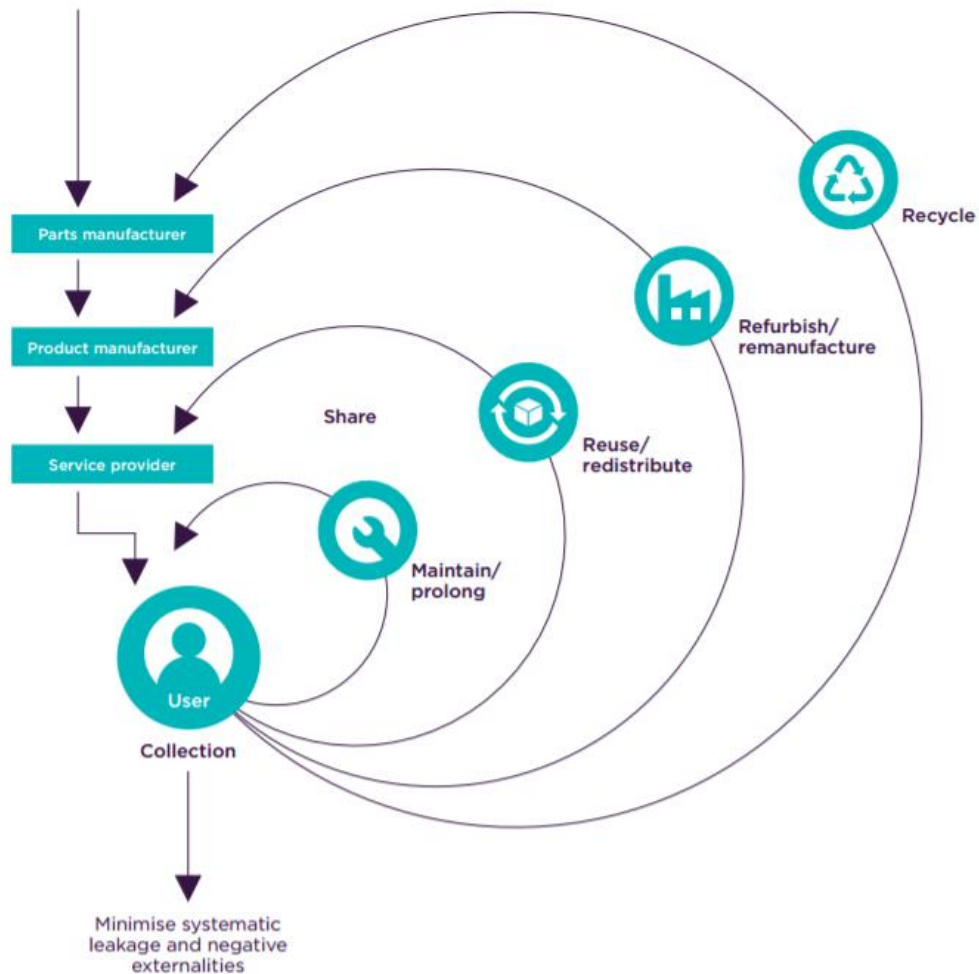 Recycle
Parts manufacturer
Refurbish/
remanufacture
Product manufacturer
Share
Reuse/
redistribute
Service provider
Maintain/
prolong
User
Collection
Minimise systematic
leakage and negative
externalities